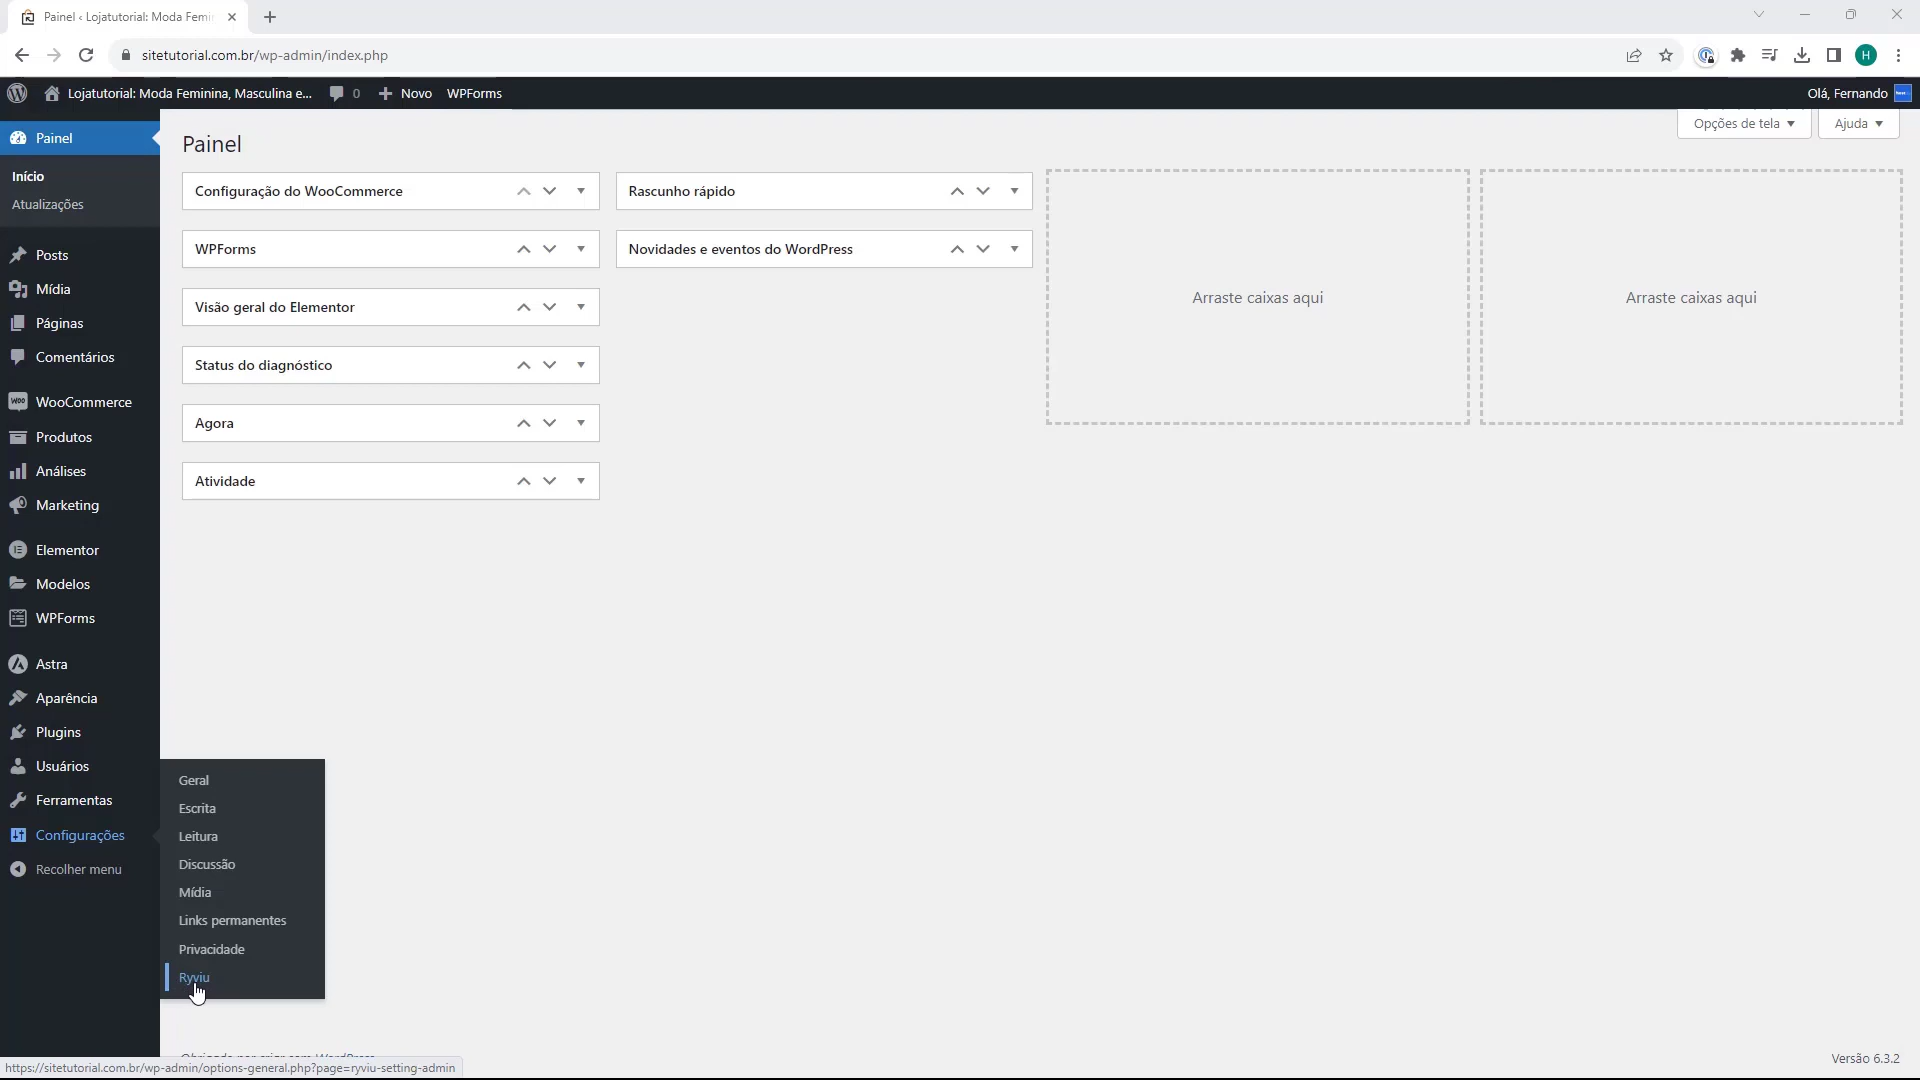 Painel ‹ Lojatutorial: Moda Femi
sitetutorial.com.br/wp-admin/index.php
H
Lojatutorial: Moda Feminina, Masculina e...
0
Novo
WPForms
Olá, Fernando
Painel
Início
Atualizações
Posts
Mídia
Páginas
Comentários
WooCommerce
Produtos
Análises
Marketing
Elementor
Modelos
WPForms
Astra
Aparência
Plugins
Usuários
Ferramentas
Configurações
Recolher menu
Geral
Escrita
Leitura
Discussão
Mídia
Links permanentes
Privacidade
Ryviu
Opções de tela
Ajuda
Painel
Configuração do WooCommerce
WPForms
Visão geral do Elementor
Status do diagnóstico
Agora
Atividade
Rascunho rápido
Novidades e eventos do WordPress
Arraste caixas aqui
Arraste caixas aqui
Versão 6.3.2
https://sitetutorial.com.br/wp-admin/options-general.php?page=ryviu-setting-admin